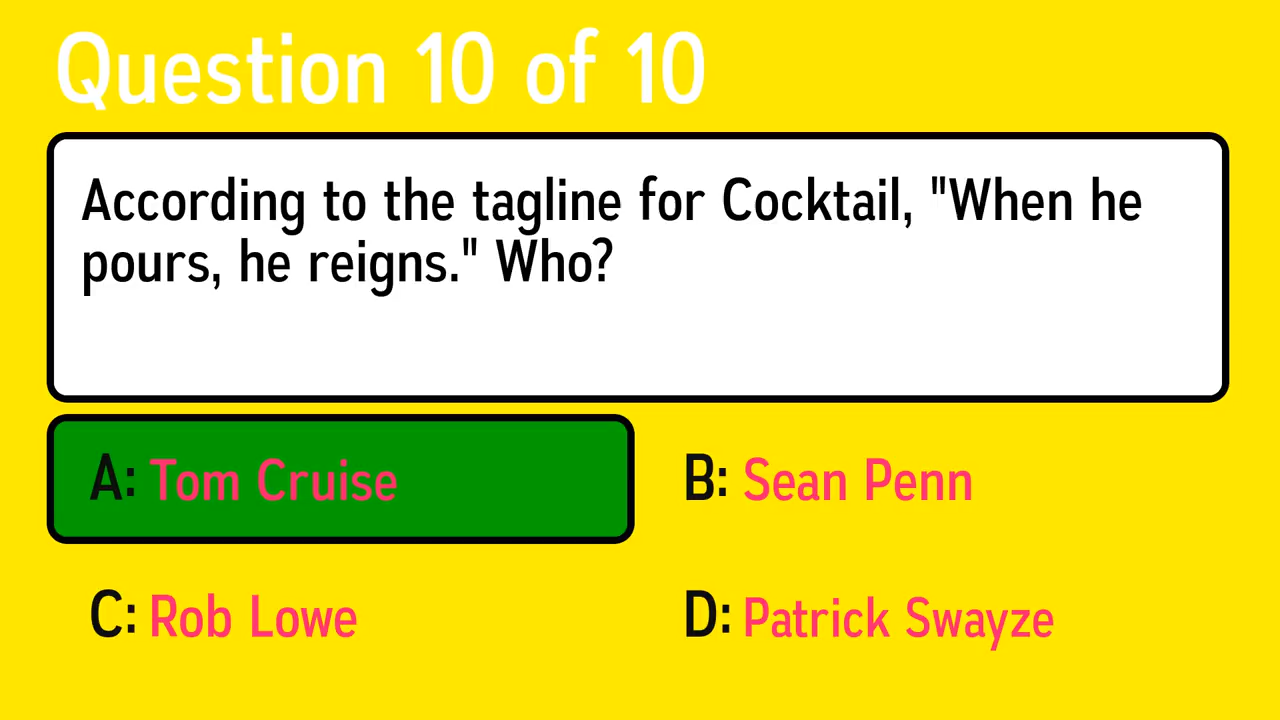 Question 10 of 10
According to the tagline for Cocktail, "When he
pours, he reigns." Who?
A: Tom Cruise
B: Sean Penn
C: Rob Lowe
D: Patrick Swayze